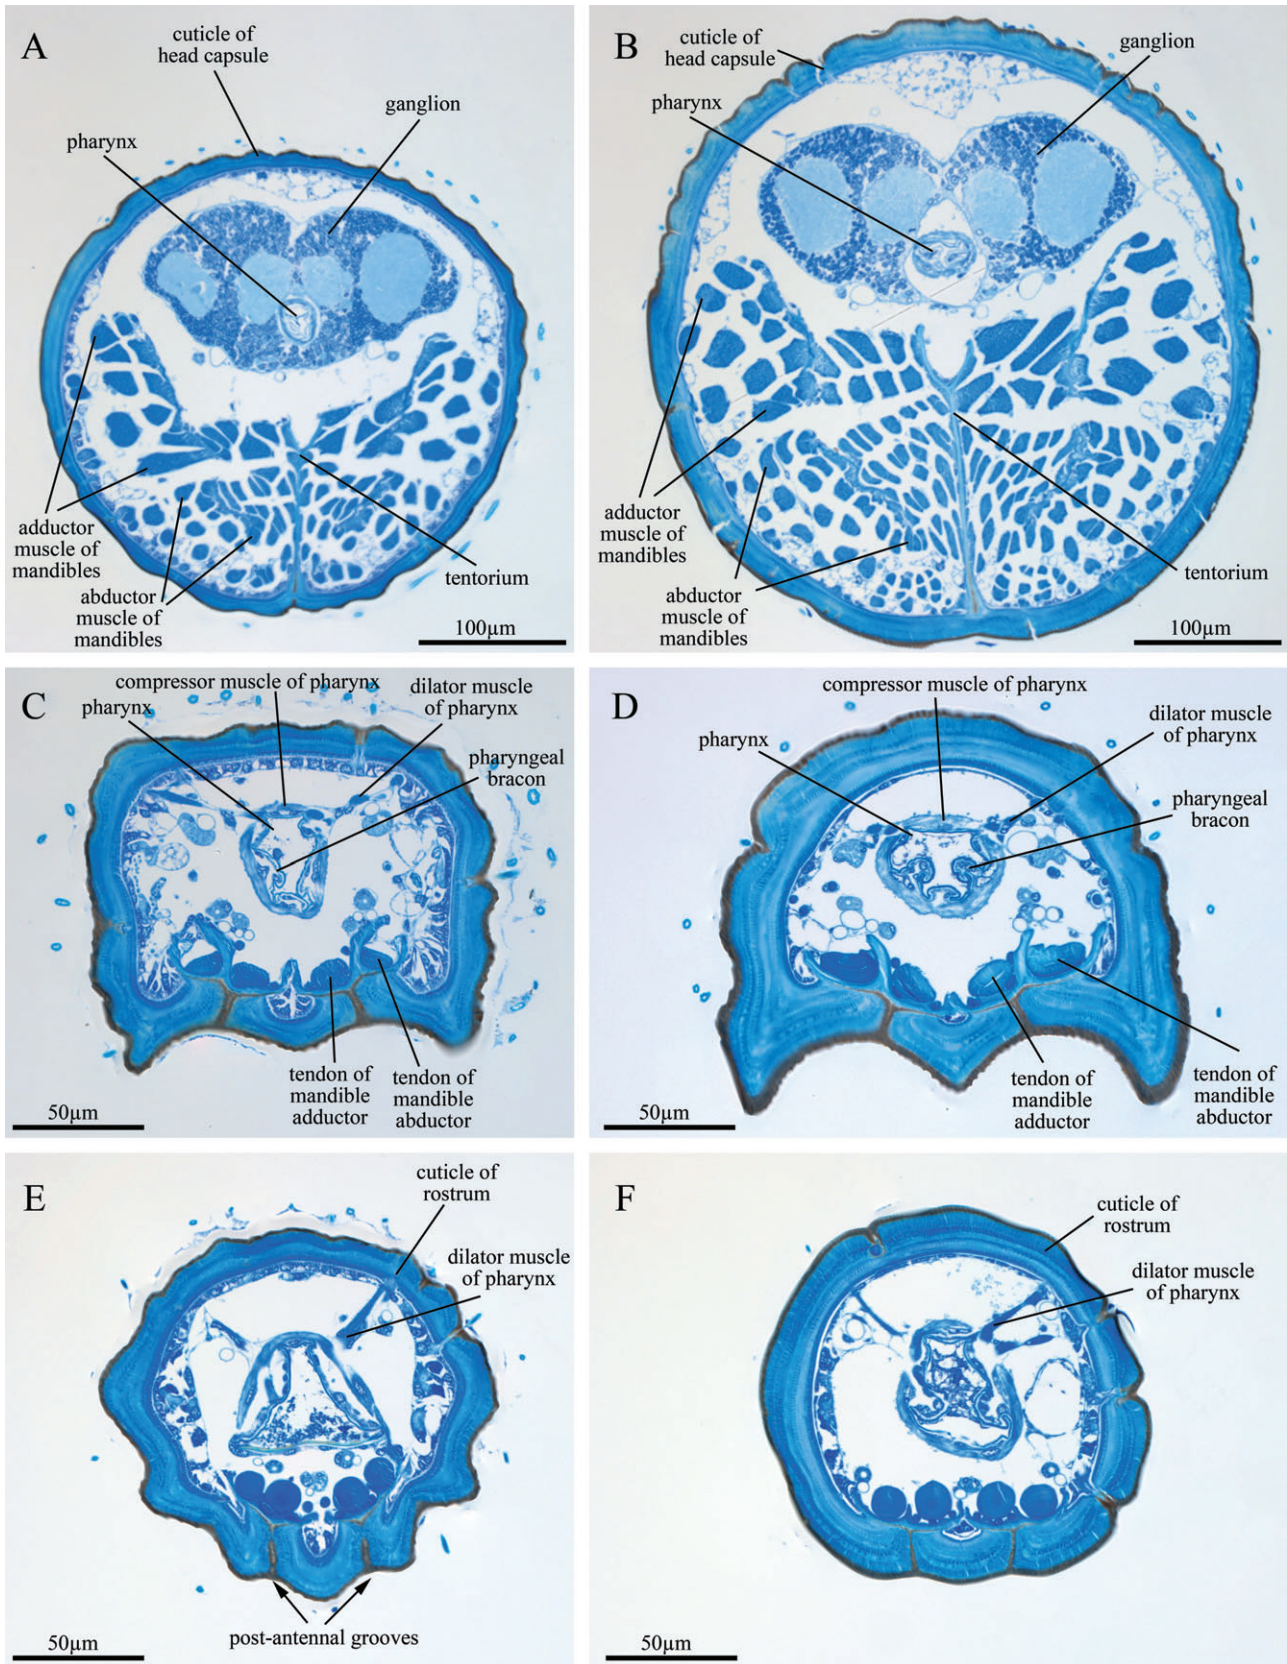 A
cuticle of
head capsule
ganglion
pharynx
adductor
muscle of
mandibles
abductor
muscle of
mandibles
tentorium
100µm
B
cuticle of
head capsule
ganglion
pharynx
adductor
muscle of
mandibles
abductor
muscle of
mandibles
tentorium
100µm
C
compressor muscle of pharynx
pharynx
dilator muscle
of pharynx
pharyngeal
bracon
tendon of
mandible
adductor
tendon of
mandible
abductor
50µm
D
compressor muscle of pharynx
pharynx
dilator muscle
of pharynx
pharyngeal
bracon
tendon of
mandible
adductor
tendon of
mandible
abductor
50µm
E
cuticle of
rostrum
dilator muscle
of pharynx
post-antennal grooves
50µm
F
cuticle of
rostrum
dilator muscle
of pharynx
50µm